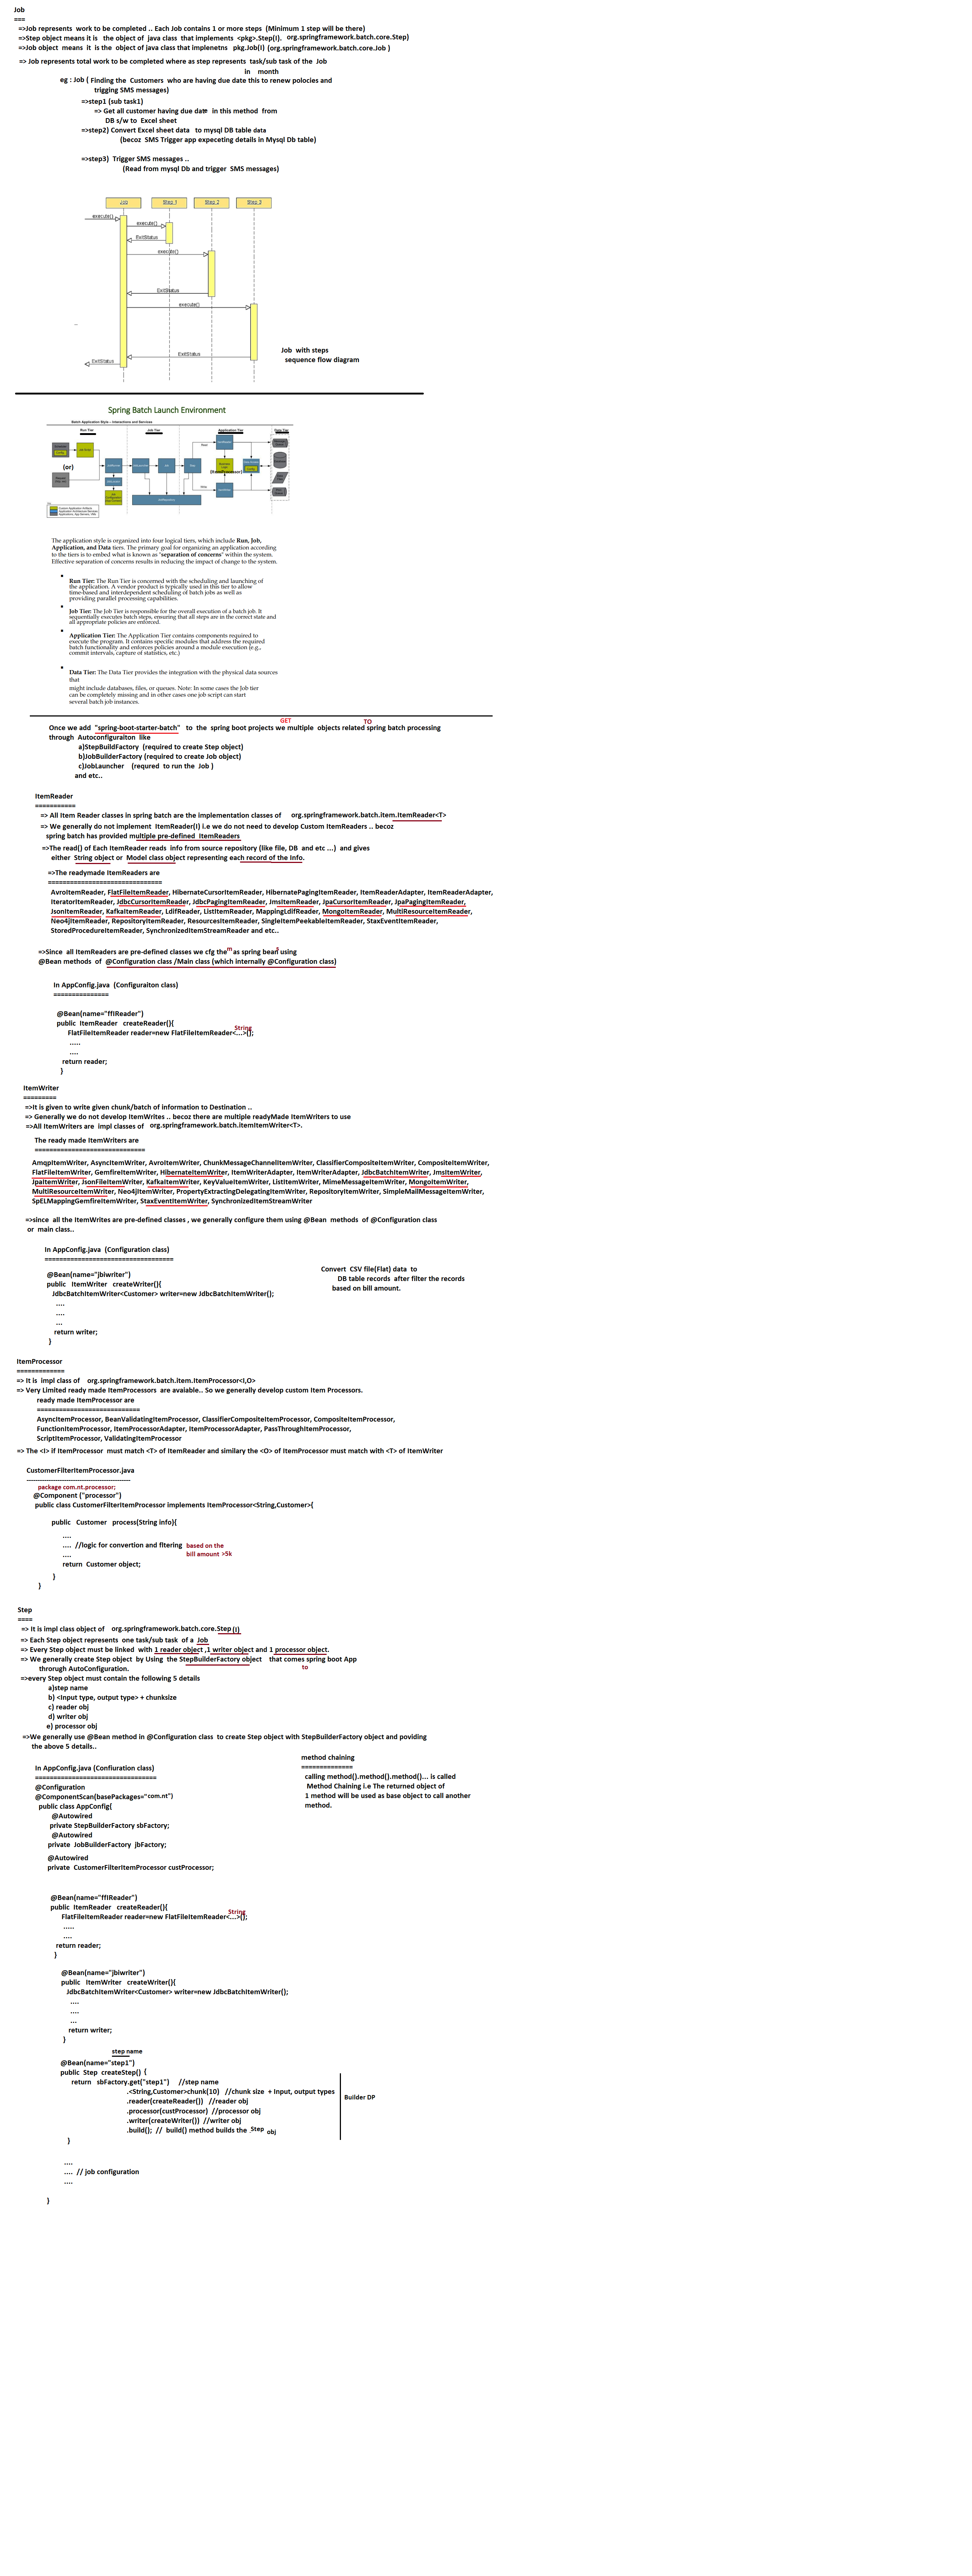 Job
===
=>Job represents work to be completed .. Each Job contains 1 or more steps (Minimum 1 step will be there)
=>Step object means it is the object of java class that implements <pkg>.Step(I). org.springframework.batch.core.Step)
=>Job object means it is the object of java class that implenetns pkg.Job(I) (org.springframework.batch.core.Job )
=> Job represents total work to be completed where as step represents task/sub task of the Job
in month
eg : Job ( Finding the Customers who are having due date this to renew polocies and
trigging SMS messages)
=>step1 (sub task1)
=> Get all customer having due date in this method from
DB s/w to Excel sheet
=>step2) Convert Excel sheet data to mysql DB table data
(becoz SMS Trigger app expeceting details in Mysql Db table)
=>step3) Trigger SMS messages ..
(Read from mysql Db and trigger SMS messages)
Job Step 1 Step 2 Step 3
execute()
execute()
ExitStatus
execute()
ExitStatus
execute()
ExitStatus
ExitStatus
Job with steps
sequence flow diagram
Spring Batch Launch Environment
Batch Application Style – Interactions and Services
Run Tier Job Tier Application Tier Data Tier
(or)
The application style is organized into four logical tiers, which include Run, Job,
Application, and Data tiers. The primary goal for organizing an application according
to the tiers is to embed what is known as "separation of concerns" within the system.
Effective separation of concerns results in reducing the impact of change to the system.
• Run Tier: The Run Tier is concerned with the scheduling and launching of
the application. A vendor product is typically used in this tier to allow
time-based and interdependent scheduling of batch jobs as well as
providing parallel processing capabilities.
• Job Tier: The Job Tier is responsible for the overall execution of a batch job. It
sequentially executes batch steps, ensuring that all steps are in the correct state and
all appropriate policies are enforced.
• Application Tier: The Application Tier contains components required to
execute the program. It contains specific modules that address the required
batch functionality and enforces policies around a module execution (e.g.,
commit intervals, capture of statistics, etc.)
• Data Tier: The Data Tier provides the integration with the physical data sources
that
might include databases, files, or queues. Note: In some cases the Job tier
can be completely missing and in other cases one job script can start
several batch job instances.
GET TO
Once we add "spring-boot-starter-batch" to the spring boot projects we multiple objects related spring batch processing
through Autoconfiguraiton like
a)StepBuildFactory (required to create Step object)
b)JobBuilderFactory (required to create Job object)
c)JobLauncher (requred to run the Job )
and etc..
ItemReader
===========
=> All Item Reader classes in spring batch are the implementation classes of org.springframework.batch.item.ItemReader<T>
=> We generally do not implement ItemReader(I) i.e we do not need to develop Custom ItemReaders .. becoz
spring batch has provided multiple pre-defined ItemReaders
=>The read() of Each ItemReader reads info from source repository (like file, DB and etc ...) and gives
either String object or Model class object representing each record of the Info.
=>The readymade ItemReaders are
===============================
AvroItemReader, FlatFileItemReader, HibernateCursorItemReader, HibernatePagingItemReader, ItemReaderAdapter, ItemReaderAdapter,
IteratorItemReader, JdbcCursorItemReader, JdbcPagingItemReader, JmsItemReader, JpaCursorItemReader, JpaPagingItemReader,
JsonItemReader, KafkaItemReader, LdifReader, ListItemReader, MappingLdifReader, MongoItemReader, MultiResourceItemReader,
Neo4jItemReader, RepositoryItemReader, ResourcesItemReader, SingleItemPeekableItemReader, StaxEventItemReader,
StoredProcedureItemReader, SynchronizedItemStreamReader and etc..
=>Since all ItemReaders are pre-defined classes we cfg them as spring beans using
@Bean methods of @Configuration class /Main class (which internally @Configuration class)
In AppConfig.java (Configuraiton class)
===============
@Bean(name="ffIReader")
public ItemReader createReader(){
String
FlatFileItemReader reader=new FlatFileItemReader<...>();
.....
....
return reader;
}
ItemWriter
=========
=>It is given to write given chunk/batch of information to Destination ..
=> Generally we do not develop ItemWrites .. becoz there are multiple readyMade ItemWriters to use
=>All ItemWriters are impl classes of org.springframework.batch.itemItemWriter<T>.
The ready made ItemWriters are
==============================
AmqpItemWriter, AsyncItemWriter, AvroItemWriter, ChunkMessageChannelItemWriter, ClassifierCompositeItemWriter, CompositeItemWriter,
FlatFileItemWriter, GemfireItemWriter, HibernateItemWriter, ItemWriterAdapter, ItemWriterAdapter, JdbcBatchItemWriter, JmsItemWriter,
JpaItemWriter, JsonFileItemWriter, KafkaItemWriter, KeyValueItemWriter, ListItemWriter, MimeMessageItemWriter, MongoItemWriter,
MultiResourceItemWriter, Neo4jItemWriter, PropertyExtractingDelegatingItemWriter, RepositoryItemWriter, SimpleMailMessageItemWriter,
SpELMappingGemfireItemWriter, StaxEventItemWriter, SynchronizedItemStreamWriter
=>since all the ItemWrites are pre-defined classes , we generally configure them using @Bean methods of @Configuration class
or main class..
In AppConfig.java (Configuration class)
===================================
Convert CSV file(Flat) data to
DB table records after filter the records
based on bill amount.
@Bean(name="jbiwriter")
public ItemWriter createWriter(){
JdbcBatchItemWriter<Customer> writer=new JdbcBatchItemWriter();
....
....
...
return writer;
}
ItemProcessor
=============
=> It is impl class of org.springframework.batch.item.ItemProcessor<I,O>
=> Very Limited ready made ItemProcessors are avaiable.. So we generally develop custom Item Processors.
ready made ItemProcessor are
============================
AsyncItemProcessor, BeanValidatingItemProcessor, ClassifierCompositeItemProcessor, CompositeItemProcessor,
FunctionItemProcessor, ItemProcessorAdapter, ItemProcessorAdapter, PassThroughItemProcessor,
ScriptItemProcessor, ValidatingItemProcessor
=> The <I> if ItemProcessor must match <T> of ItemReader and similary the <O> of ItemProcessor must match with <T> of ItemWriter
CustomerFilterItemProcessor.java
--------------------------------------------------
package com.nt.processor;
@Component ("processor")
public class CustomerFilterItemProcessor implements ItemProcessor<String,Customer>{
public Customer process(String info){
....
.... //logic for convertion and fltering based on the
.... bill amount >5k
return Customer object;
}
}
Step
====
=> It is impl class object of org.springframework.batch.core.Step(I)
=> Each Step object represents one task/sub task of a Job
=> Every Step object must be linked with 1 reader object ,1 writer object and 1 processor object.
=> We generally create Step object by Using the StepBuilderFactory object that comes spring boot App
to
through AutoConfiguration.
=>every Step object must contain the following 5 details
a)step name
b) <Input type, output type> + chunksize
c) reader obj
d) writer obj
e) processor obj
=>We generally use @Bean method in @Configuration class to create Step object with StepBuilderFactory object and poviding
the above 5 details..
method chaining
==============
calling method().method().method()... is called
Method Chaining i.e The returned object of
1 method will be used as base object to call another
method.
In AppConfig.java (Confiuration class)
=================================
@Configuration
@ComponentScan(basePackages="com.nt")
public class AppConfig{
@Autowired
private StepBuilderFactory sbFactory;
@Autowired
private JobBuilderFactory jbFactory;
@Autowired
private CustomerFilterItemProcessor custProcessor;
@Bean(name="ffIReader")
public ItemReader createReader(){
String
FlatFileItemReader reader=new FlatFileItemReader<...>();
.....
....
return reader;
}
@Bean(name="jbiwriter")
public ItemWriter createWriter(){
JdbcBatchItemWriter<Customer> writer=new JdbcBatchItemWriter();
....
....
...
return writer;
}
step name
@Bean(name="step1")
public Step createStep() {
return sbFactory.get("step1") //step name
.<String,Customer>chunk(10) //chunk size + Input, output types
.reader(createReader()) //reader obj
.processor(custProcessor) //processor obj
.writer(createWriter()) //writer obj
.build(); // build() method builds the Step obj
Builder DP
}
....
.... // job configuration
....
}